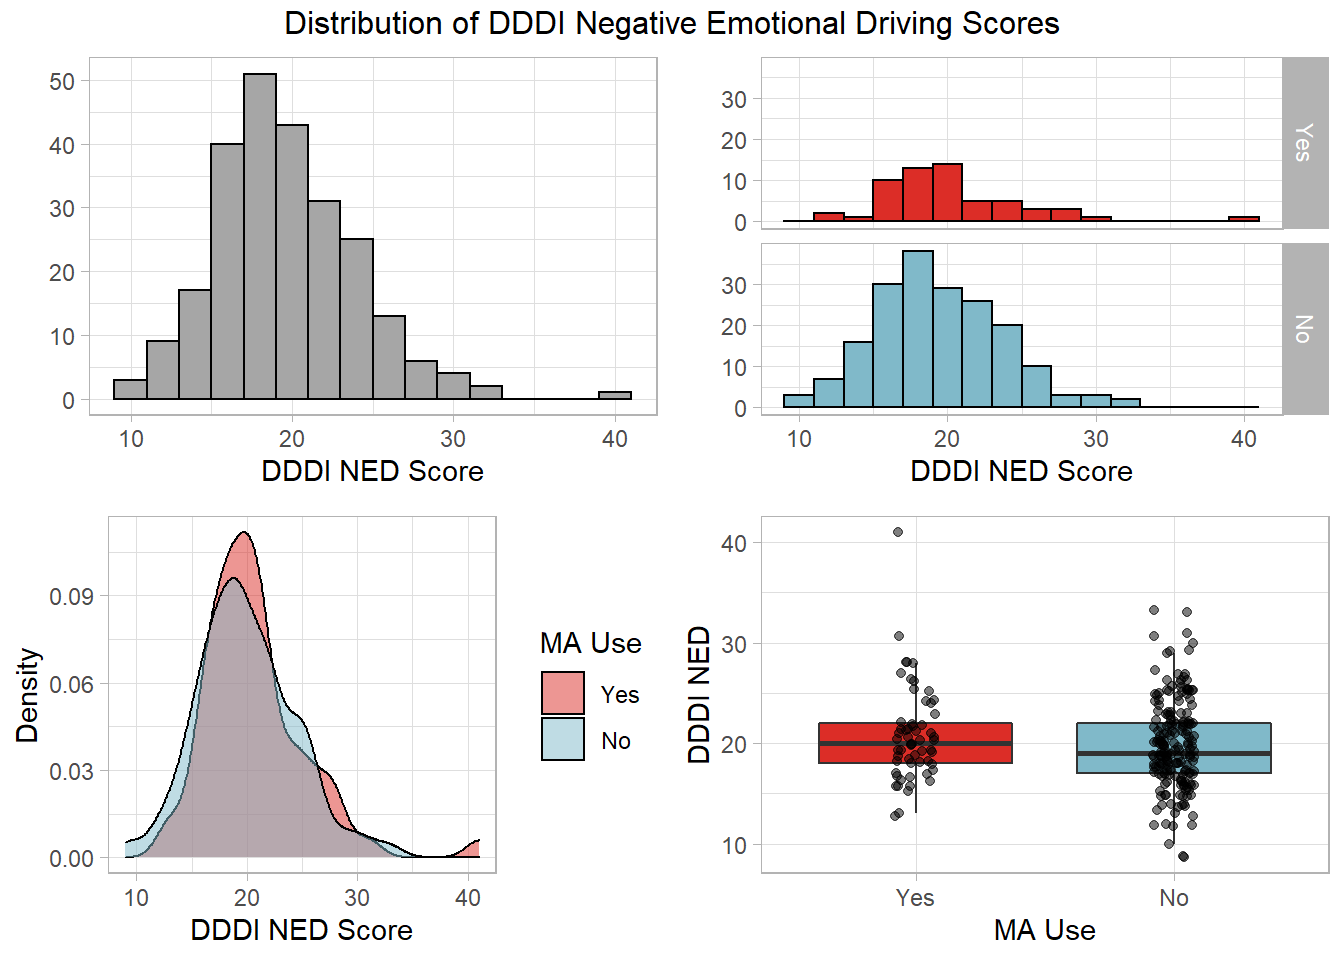 Distribution of DDDI Negative Emotional Driving Scores
50
40
30
20
10
0
10 20 30 40
DDDI NED Score
30
20
10
0
Yes
30
20
10
0
No
10 20 30 40
DDDI NED Score
Density
0.09
0.06
0.03
0.00
10 20 30 40
DDDI NED Score
MA Use
Yes
No
DDDI NED
40
30
20
10
Yes No
MA Use